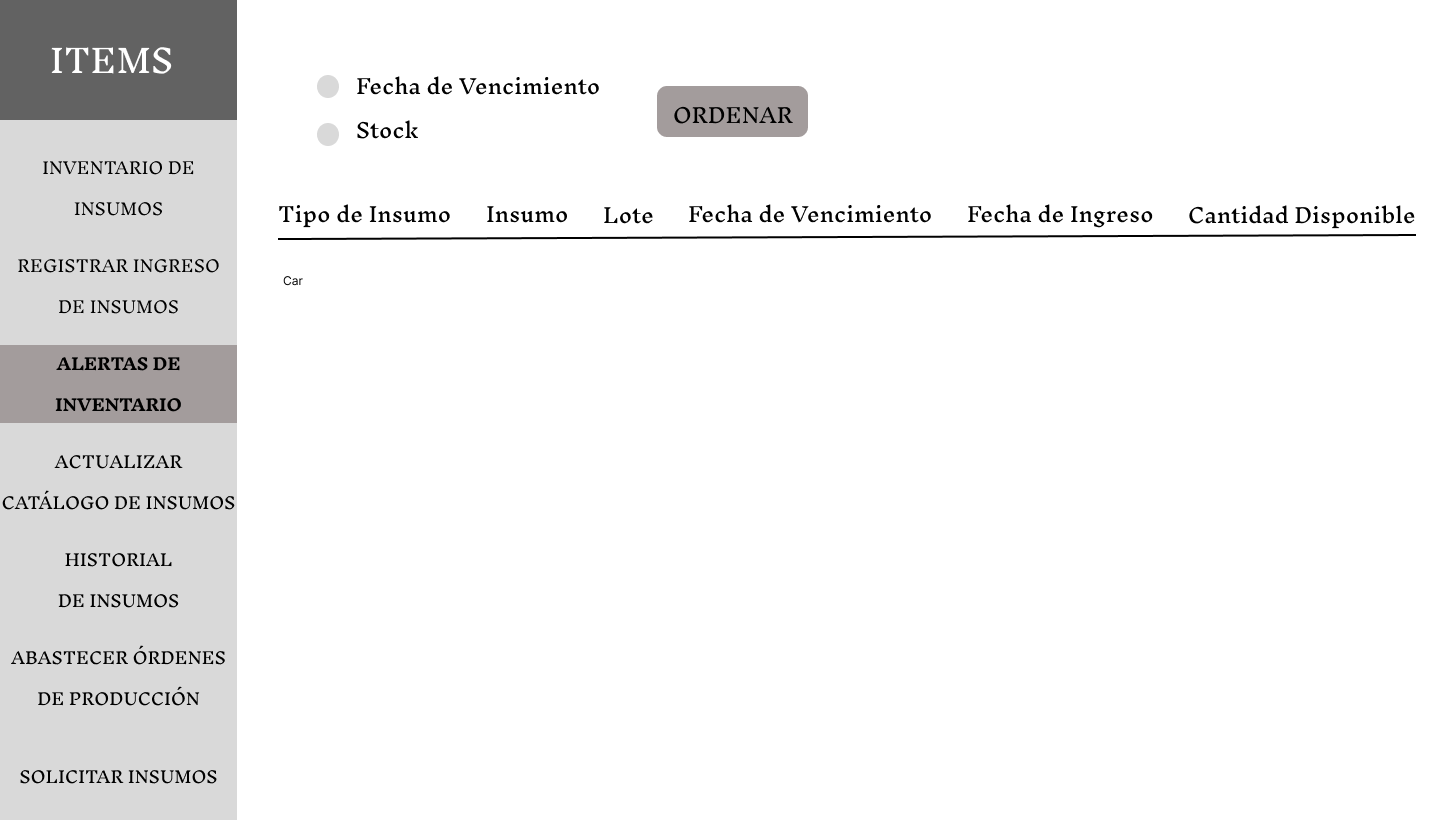 ITEMS
INVENTARIO DE
INSUMOS
REGISTRAR INGRESO
DE INSUMOS
ALERTAS DE
INVENTARIO
ACTUALIZAR
CATÁLOGO DE INSUMOS
HISTORIAL
DE INSUMOS
ABASTECER ÓRDENES
DE PRODUCCIÓN
SOLICITAR INSUMOS
Fecha de Vencimiento
Stock
ORDENAR
Tipo de Insumo Insumo Lote Fecha de Vencimiento Fecha de Ingreso Cantidad Disponible
Car